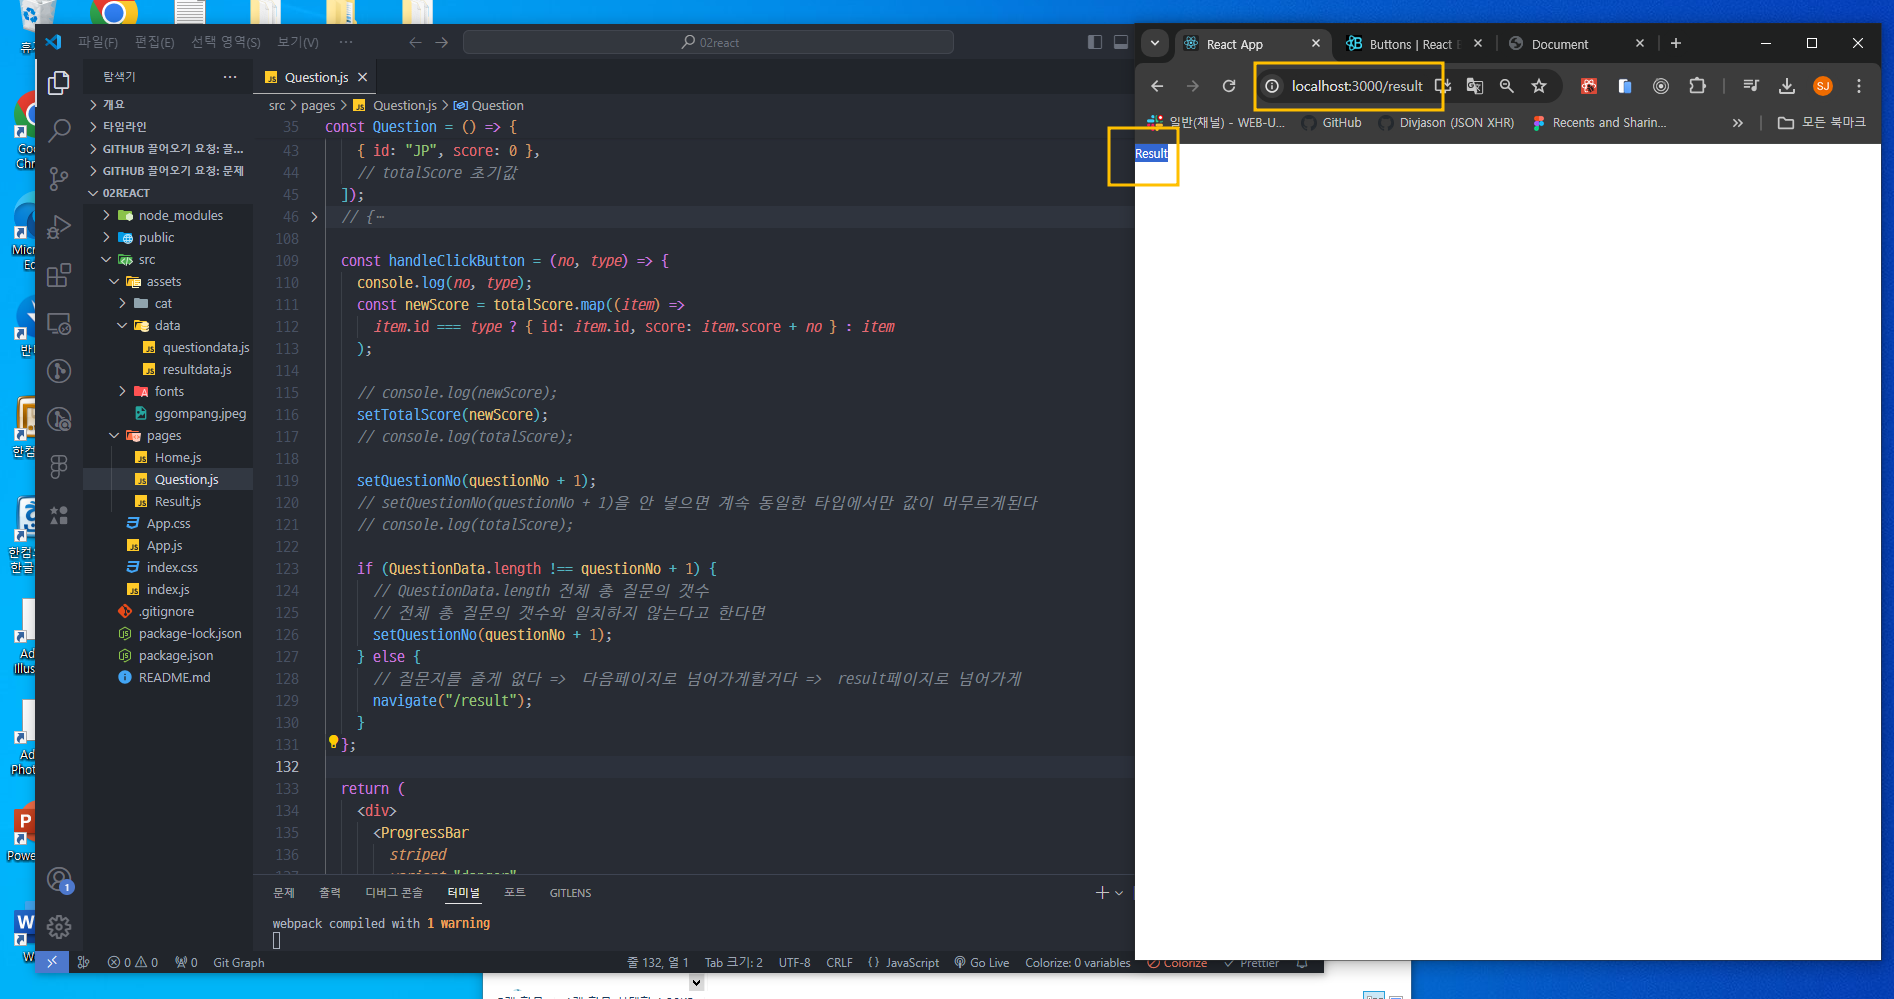 파일(F) 편집(E) 선택 영역(S) 보기(V) ··· 02react
탐색기 ···
개요
타임라인
GITHUB 끌어오기 요청: 끌...
GITHUB 끌어오기 요청: 문제
02REACT
node_modules
public
src
assets
cat
data
questiondata.js
resultdata.js
fonts
ggompang.jpeg
pages
Home.js
Question.js
Result.js
App.css
App.js
index.css
index.js
.gitignore
package-lock.json
package.json
README.md
Question.js
src > pages > Question.js > Question
35 const Question = () => {
43 { id: "JP", score: 0 },
44 // totalScore 초기값
45 ]);
46 // {···
108
109 const handleClickButton = (no, type) => {
110 console.log(no, type);
111 const newScore = totalScore.map((item) =>
112 item.id === type ? { id: item.id, score: item.score + no } : item
113 );
114
115 // console.log(newScore);
116 setTotalScore(newScore);
117 // console.log(totalScore);
118
119 setQuestionNo(questionNo + 1);
120 // setQuestionNo(questionNo + 1)을 안 넣으면 계속 동일한 타입에서만 값이 머무르게된다
121 // console.log(totalScore);
122
123 if (QuestionData.length !== questionNo + 1) {
124 // QuestionData.length 전체 총 질문의 갯수
125 // 전체 총 질문의 갯수와 일치하지 않는다고 한다면
126 setQuestionNo(questionNo + 1);
127 } else {
128 // 질문지를 줄게 없다 => 다음페이지로 넘어가게할거다 => result페이지로 넘어가게
129 navigate("/result");
130 }
131 };
132
133 return (
134 <div>
135 <ProgressBar
136 striped
문제 출력 디버그 콘솔 터미널 포트 GITLENS
webpack compiled with 1 warning
1
0 0 0 Git Graph 줄 132, 열 1 Tab 크기: 2 UTF-8 CRLF {} JavaScript Go Live Colorize: 0 variables Colorize Prettier
React App Buttons | React B Document
localhost:3000/result SJ
일반(채널) - WEB-U... GitHub Divjason (JSON XHR) Recents and Sharin... » 모든 북마크
Result